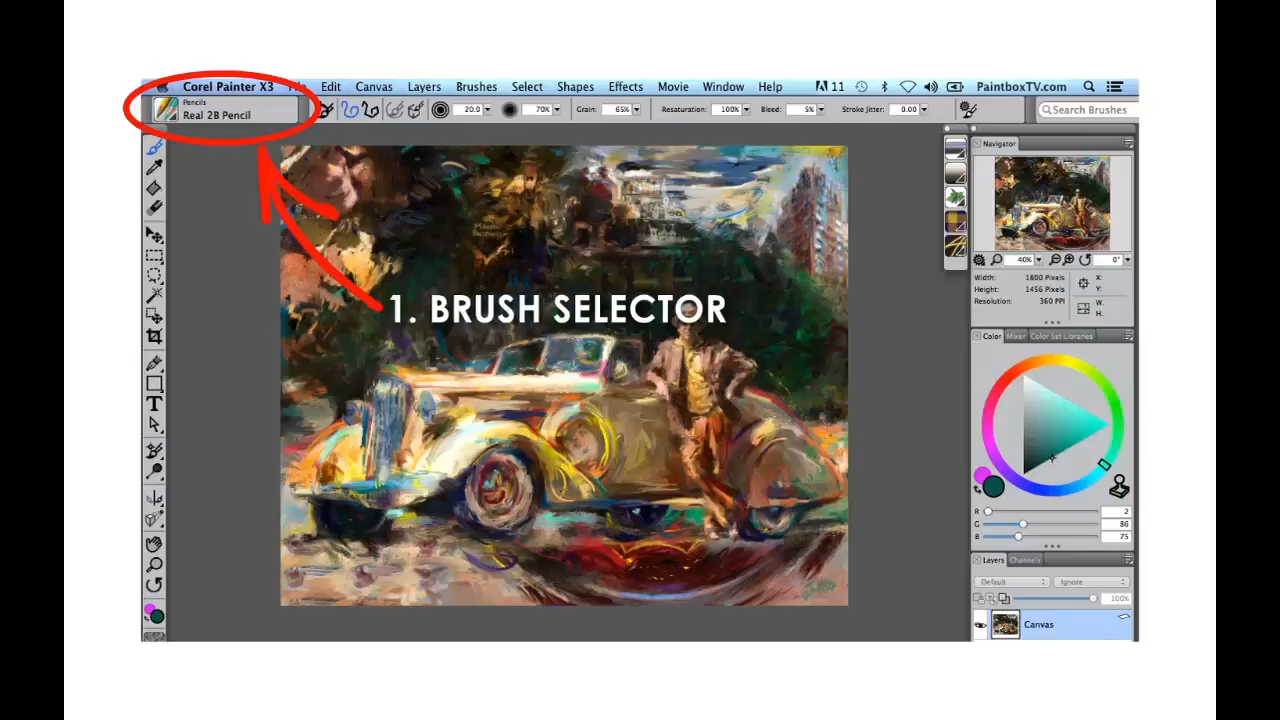 Corel Painter X3 Edit Canvas Layers Brushes Select Shapes Effects Movie Window Help 11 PaintboxTV.com
Pencils
Real 2B Pencil
20.0 70% Grain: 65% Resaturation: 100% Bleed: 5% Stroke Jitter: 0.00 Search Brushes
Navigator
40% 0°
Width: 1800 Pixels X:
Height: 1456 Pixels Y:
Resolution: 360 PPI W.
H.
1. BRUSH SELECTOR
Color Mixer Color Set Libraries
R 2
G 86
B 75
Layers Channels
Default Ignore
100%
Canvas
T